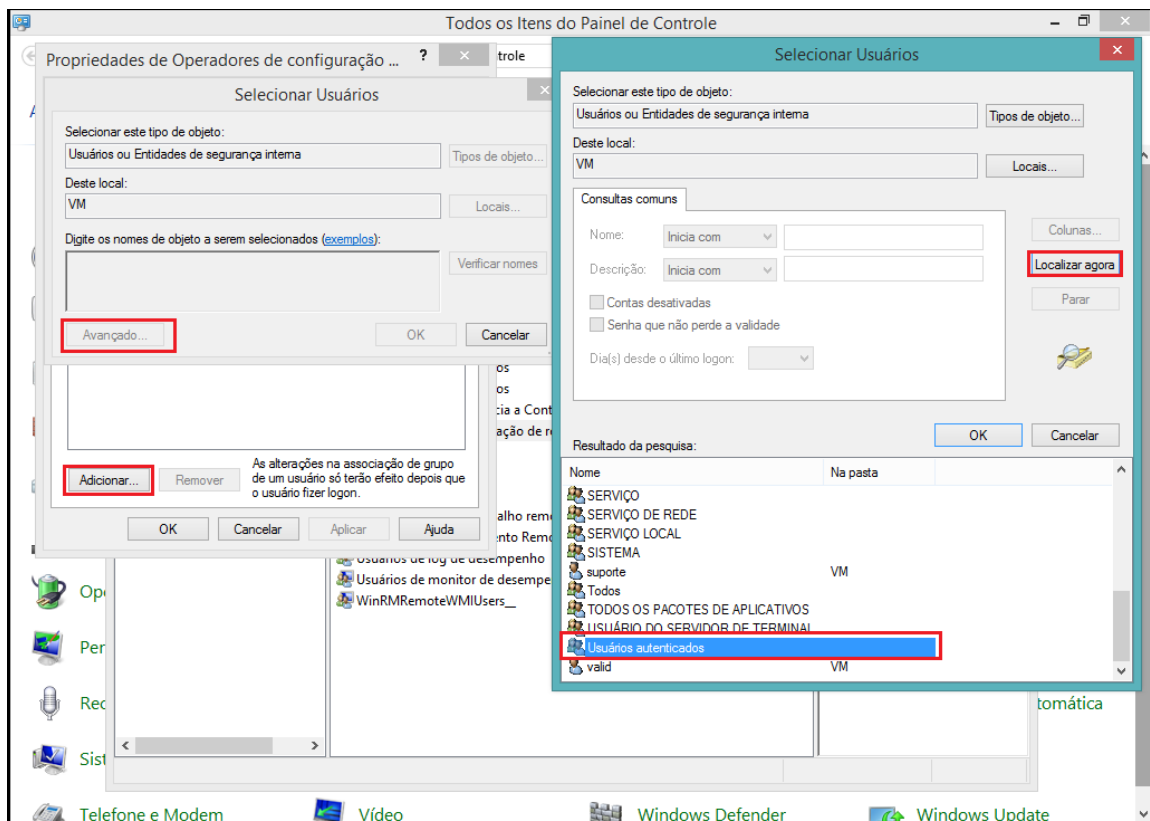 Todos os Itens do Painel de Controle
Propriedades de Operadores de configuração ...
?
trole
Selecionar Usuários
Selecionar este tipo de objeto:
Usuários ou Entidades de segurança interna
Tipos de objeto...
Deste local:
VM
Locais...
Digite os nomes de objeto a serem selecionados (exemplos):
Verificar nomes
Avançado...
OK
Cancelar
os
os
cia a Cont
ação de re
As alterações na associação de grupo
de um usuário só terão efeito depois que
o usuário fizer logon.
Adicionar...
Remover
OK
Cancelar
Aplicar
Ajuda
alho remo
nto Remo
Usuários de log de desempenho
Usuários de monitor de desempe
WinRMRemoteWMIUsers__
Selecionar Usuários
Selecionar este tipo de objeto:
Usuários ou Entidades de segurança interna
Tipos de objeto...
Deste local:
VM
Locais...
Consultas comuns
Nome:
Inicia com
Descrição:
Inicia com
Contas desativadas
Senha que não perde a validade
Dia(s) desde o último logon:
Colunas...
Localizar agora
Parar
OK
Cancelar
Resultado da pesquisa:
Nome
Na pasta
SERVIÇO
SERVIÇO DE REDE
SERVIÇO LOCAL
SISTEMA
suporte
VM
Todos
TODOS OS PACOTES DE APLICATIVOS
USUÁRIO DO SERVIDOR DE TERMINAL
Usuários autenticados
valid
VM
Ope
Per
Rec
tomática
Sist
Telefone e Modem
Vídeo
Windows Defender
Windows Update